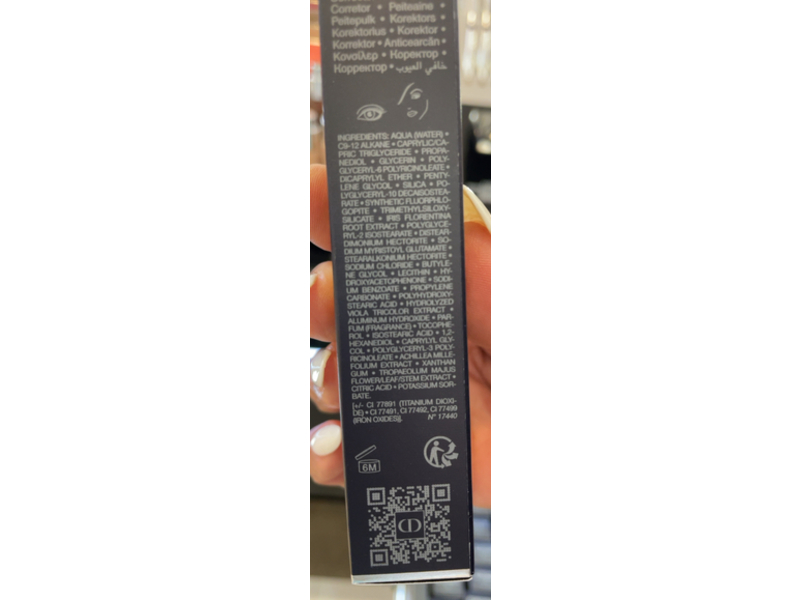 Corretor • Peiteaine •
Peitepuik • Korektors •
Korektorius • Korektor •
Korrektor • Anticearcăn •
Κονσίλερ • Коректор •
Корректор • خافي العيوب
INGREDIENTS: AQUA (WATER) •
C9-12 ALKANE • CAPRYLIC/CA-
PRIC TRIGLYCERIDE • PROPA-
NEDIOL • GLYCERIN • POLY-
GLYCERYL-6 POLYRICINOLEATE •
DICAPRYLYL ETHER • PENTY-
LENE GLYCOL • SILICA • PO-
LYGLYCERYL-10 DECAISOSTEA-
RATE • SYNTHETIC FLUORPHLO-
GOPITE • TRIMETHYLSILOXY-
SILICATE • IRIS FLORENTINA
ROOT EXTRACT • POLYGLYCE-
RYL-2 ISOSTEARATE • DISTEAR-
DIMONIUM HECTORITE • SO-
DIUM MYRISTOYL GLUTAMATE •
STEARALKONIUM HECTORITE •
SODIUM CHLORIDE • BUTYLE-
NE GLYCOL • LECITHIN • HY-
DROXYACETOPHENONE • SODI-
UM BENZOATE • PROPYLENE
CARBONATE • POLYHYDROXY-
STEARIC ACID • HYDROLYZED
VIOLA TRICOLOR EXTRACT •
ALUMINUM HYDROXIDE • PAR-
FUM (FRAGRANCE) • TOCOPHE-
ROL • ISOSTEARIC ACID • 1,2-
HEXANEDIOL • CAPRYLYL GLY-
COL • POLYGLYCERYL-3 POLY-
RICINOLEATE • ACHILLEA MILLE-
FOLIUM EXTRACT • XANTHAN
GUM • TROPAEOLUM MAJUS
FLOWER/LEAF/STEM EXTRACT •
CITRIC ACID • POTASSIUM SOR-
BATE.
[+/- CI 77891 (TITANIUM DIOXI-
DE) • CI 77491, CI 77492, CI 77499
(IRON OXIDES)]. N° 17440
6M
CD